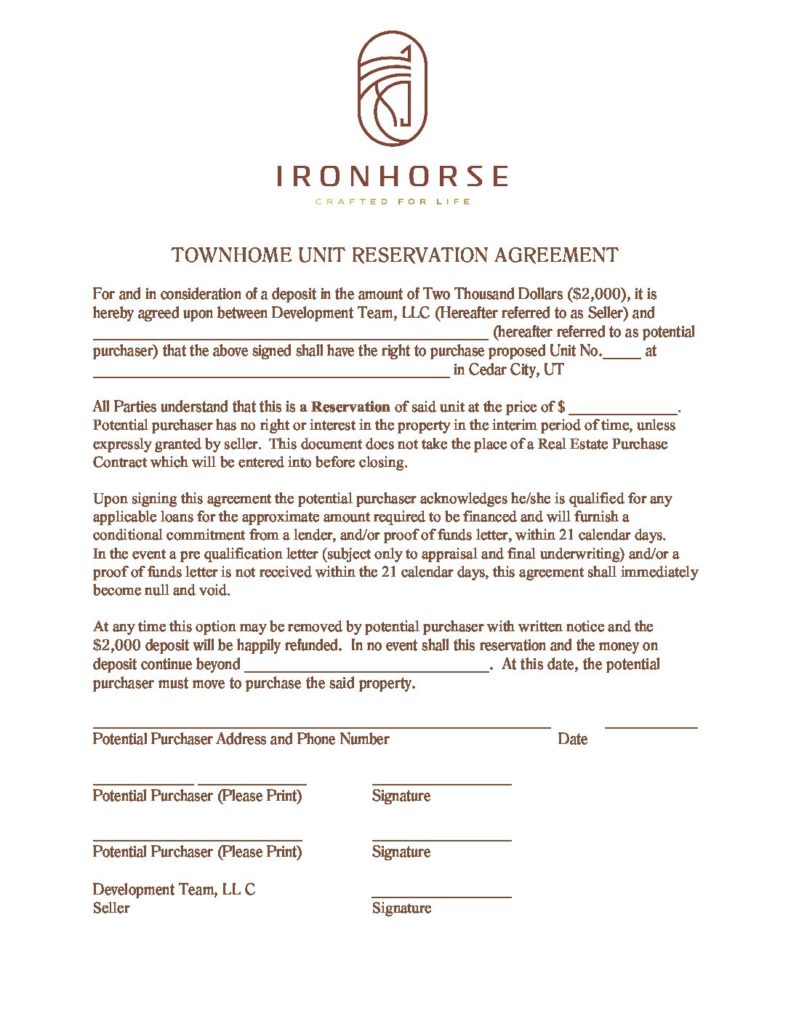 IRONHORSE
CRAFTED FOR LIFE
TOWNHOME UNIT RESERVATION AGREEMENT
For and in consideration of a deposit in the amount of Two Thousand Dollars ($2,000), it is
hereby agreed upon between Development Team, LLC (Hereafter referred to as Seller) and
_______________________________________________ (hereafter referred to as potential
purchaser) that the above signed shall have the right to purchase proposed Unit No._____ at
___________________________________________ in Cedar City, UT
All Parties understand that this is a Reservation of said unit at the price of $ _____________.
Potential purchaser has no right or interest in the property in the interim period of time, unless
expressly granted by seller. This document does not take the place of a Real Estate Purchase
Contract which will be entered into before closing.
Upon signing this agreement the potential purchaser acknowledges he/she is qualified for any
applicable loans for the approximate amount required to be financed and will furnish a
conditional commitment from a lender, and/or proof of funds letter, within 21 calendar days.
In the event a pre qualification letter (subject only to appraisal and final underwriting) and/or a
proof of funds letter is not received within the 21 calendar days, this agreement shall immediately
become null and void.
At any time this option may be removed by potential purchaser with written notice and the
$2,000 deposit will be happily refunded. In no event shall this reservation and the money on
deposit continue beyond _____________________________. At this date, the potential
purchaser must move to purchase the said property.
Potential Purchaser Address and Phone Number Date
Potential Purchaser (Please Print) Signature
Potential Purchaser (Please Print) Signature
Development Team, LL C
Seller Signature